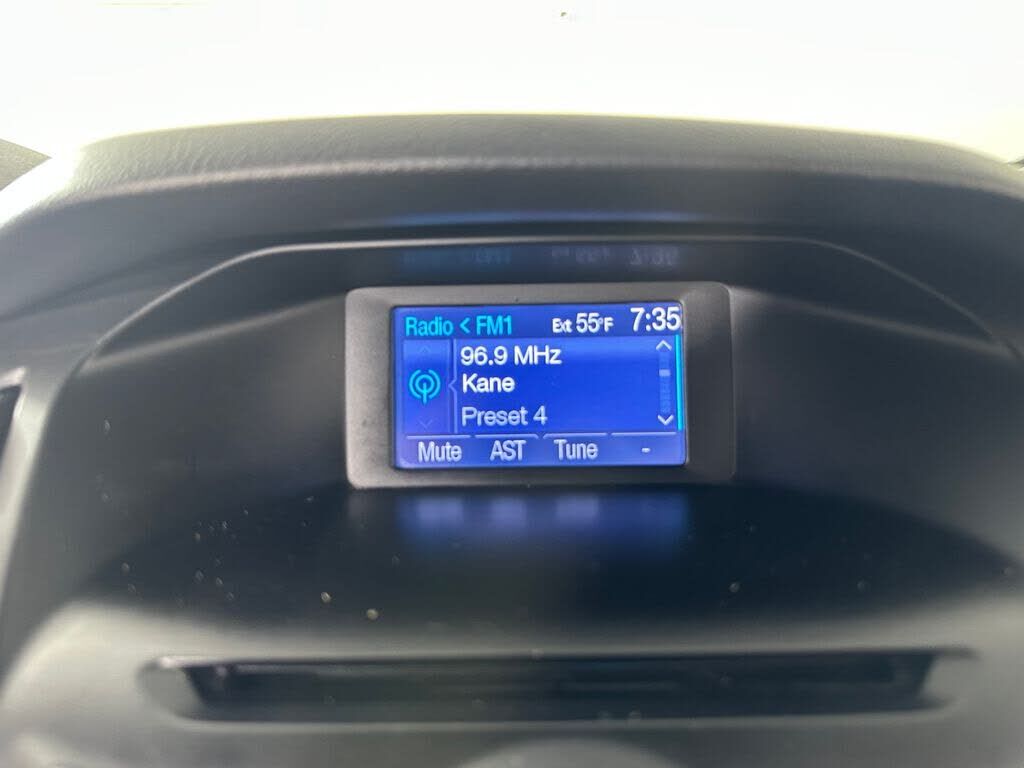 Radio < FM1 Ext 55°F 7:35
96.9 MHz
Kane
Preset 4
Mute AST Tune -